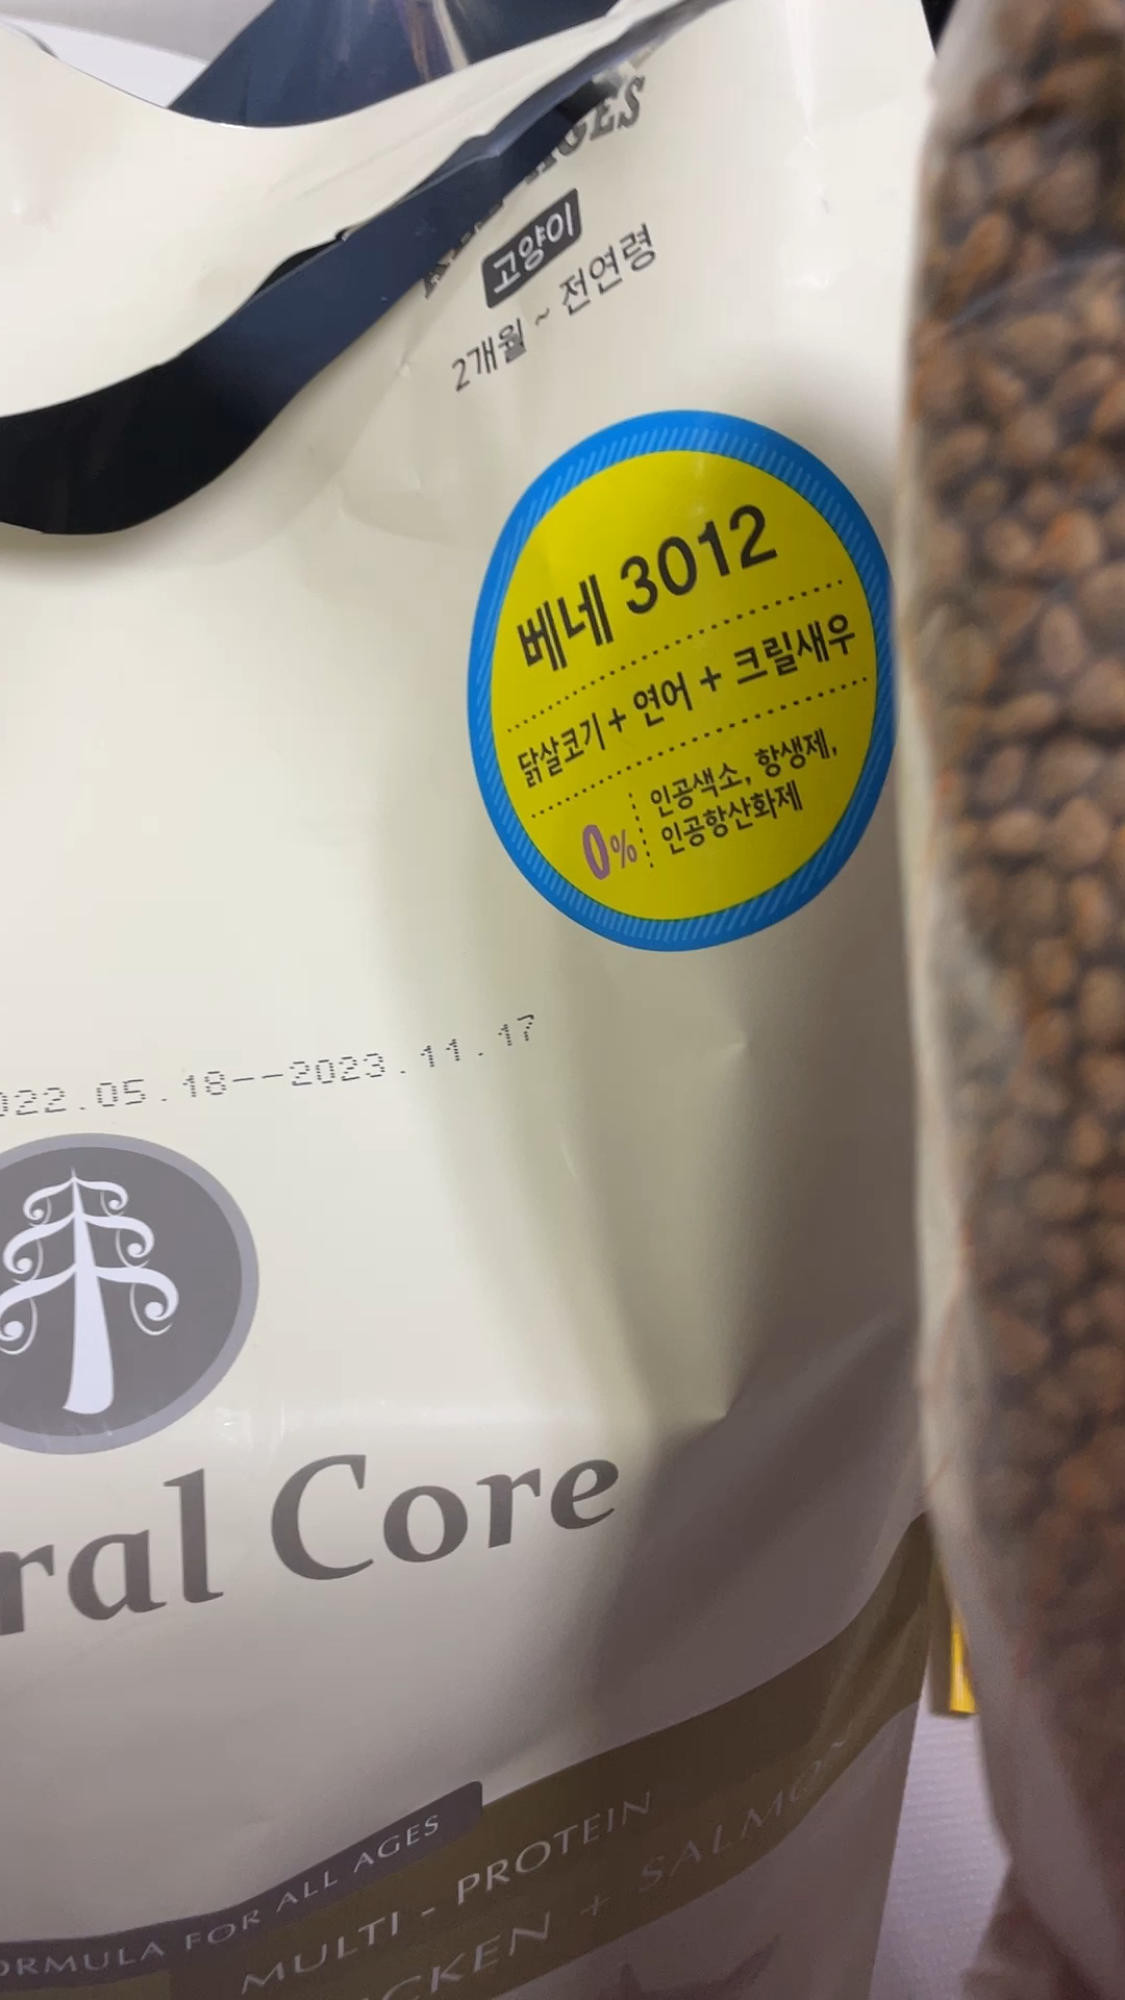 고양이
2개월 ~ 전연령
베네 3012
닭살코기 + 연어 + 크릴새우
0%
인공색소, 항생제,
인공항산화제
022.05.18--2023.11.17
ral Core
ORMULA FOR ALL AGES
MULTI - PROTEIN
CKEN + SALMON